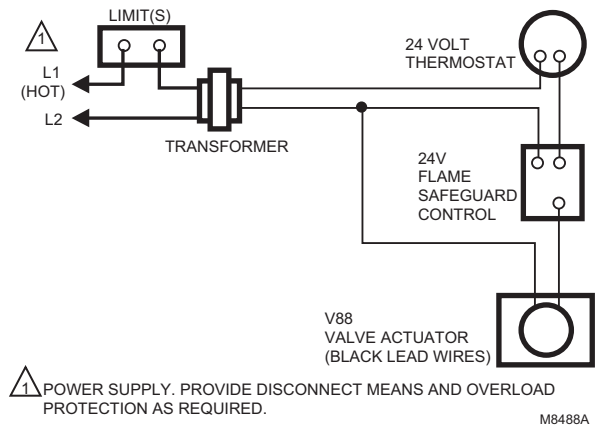 LIMIT(S)
1
L1
(HOT)
L2
TRANSFORMER
24 VOLT
THERMOSTAT
24V
FLAME
SAFEGUARD
CONTROL
V88
VALVE ACTUATOR
(BLACK LEAD WIRES)
1 POWER SUPPLY. PROVIDE DISCONNECT MEANS AND OVERLOAD
PROTECTION AS REQUIRED.
M8488A